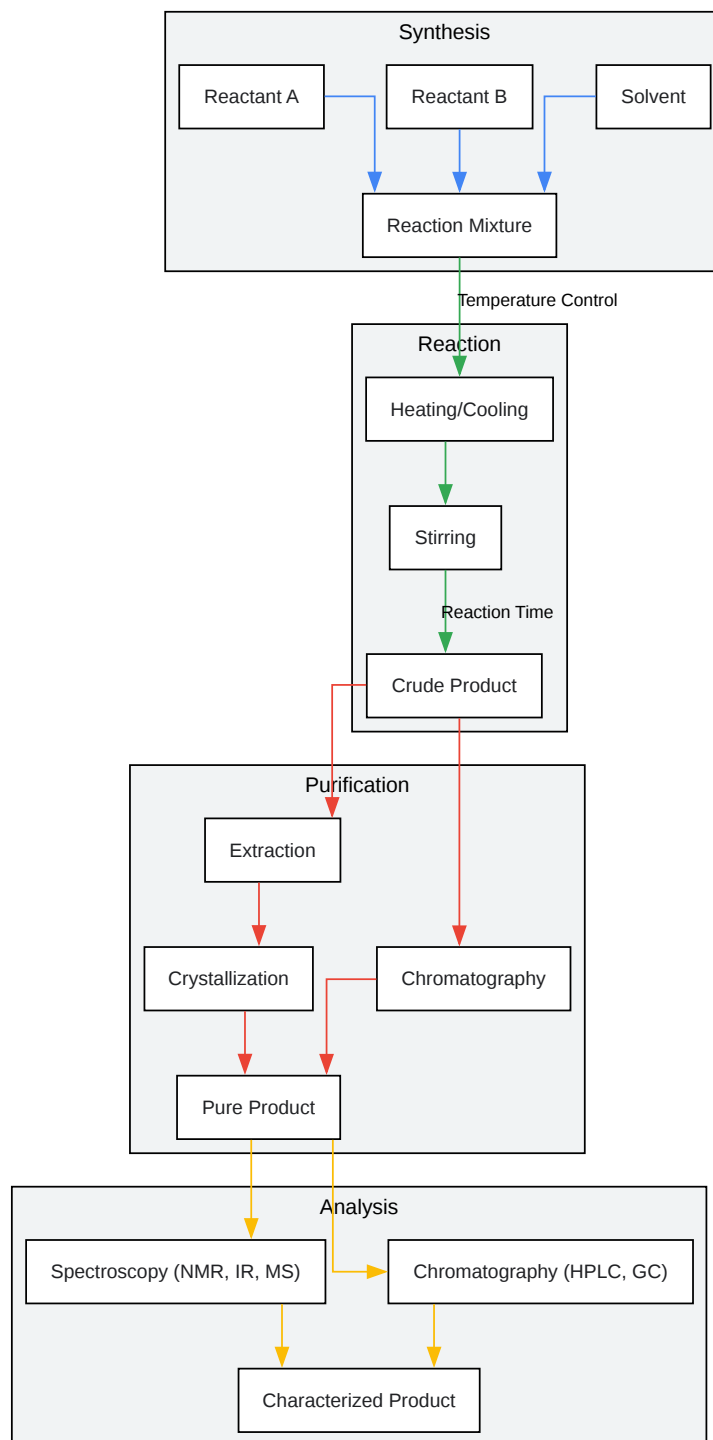 Synthesis
Reactant A
Reactant B
Solvent
Reaction Mixture
Temperature Control
Reaction
Heating/Cooling
Stirring
Reaction Time
Crude Product
Purification
Extraction
Crystallization
Chromatography
Pure Product
Analysis
Spectroscopy (NMR, IR, MS)
Chromatography (HPLC, GC)
Characterized Product